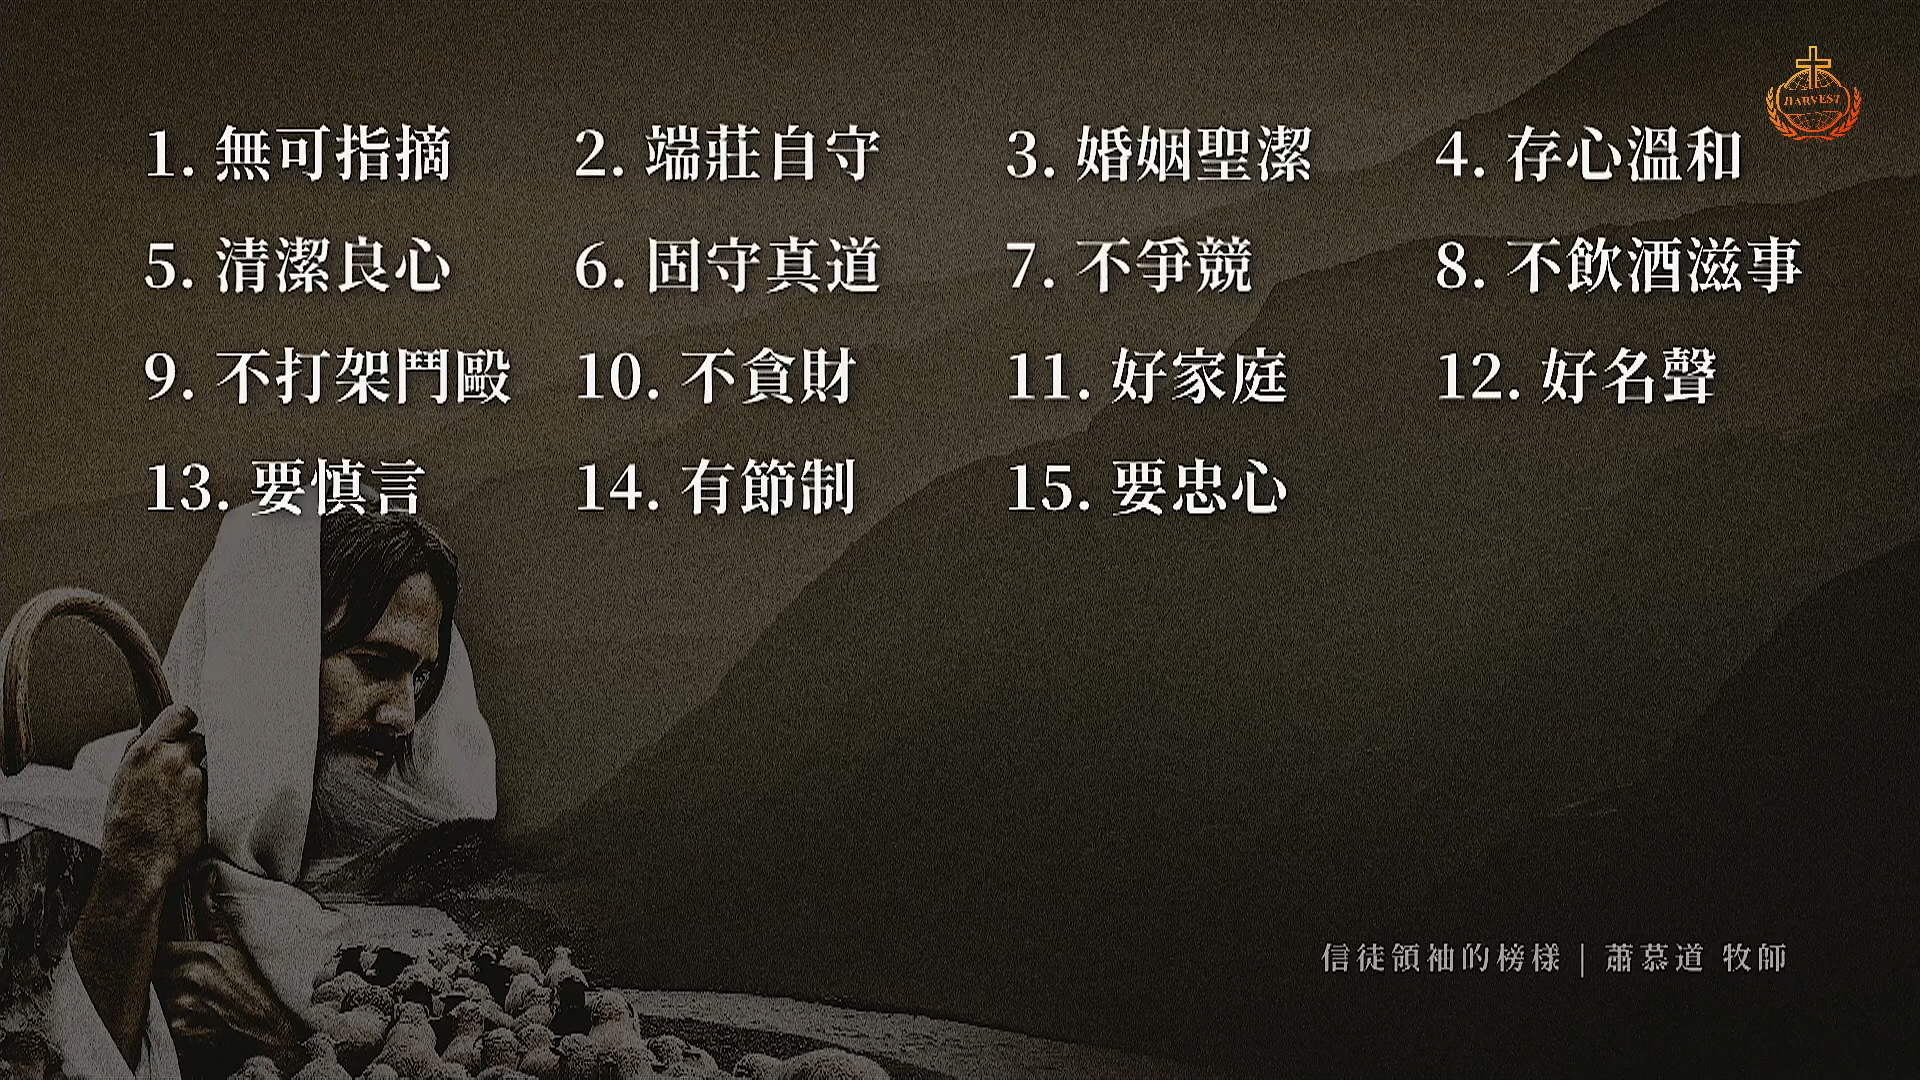 HARVEST
1. 無可指摘 2. 端莊自守 3. 婚姻聖潔 4. 存心溫和
5. 清潔良心 6. 固守真道 7. 不爭競 8. 不飲酒滋事
9. 不打架鬥毆 10. 不貪財 11. 好家庭 12. 好名聲
13. 要慎言 14. 有節制 15. 要忠心
信徒領袖的榜樣 | 蕭慕道 牧師